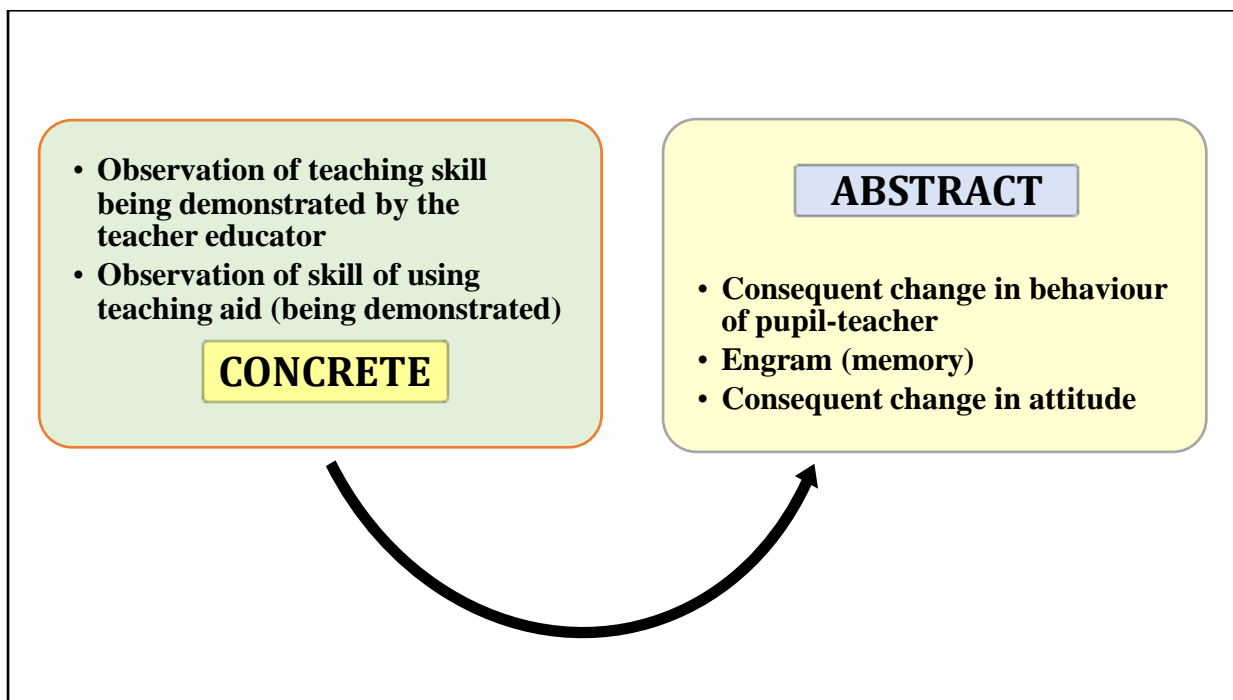 • Observation of teaching skill
being demonstrated by the
teacher educator
• Observation of skill of using
teaching aid (being demonstrated)
CONCRETE
ABSTRACT
• Consequent change in behaviour
of pupil-teacher
• Engram (memory)
• Consequent change in attitude